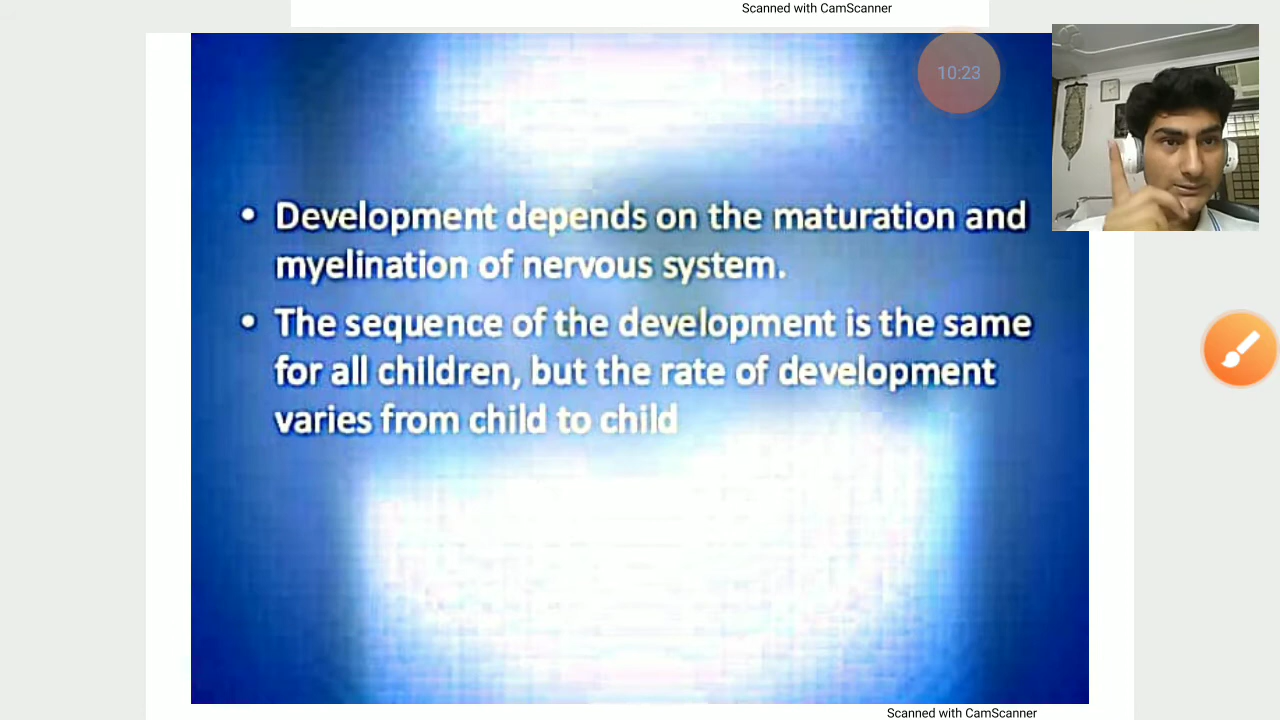 Scanned with CamScanner
10:23
• Development depends on the maturation and
myelination of nervous system.
• The sequence of the development is the same
for all children, but the rate of development
varies from child to child
Scanned with CamScanner